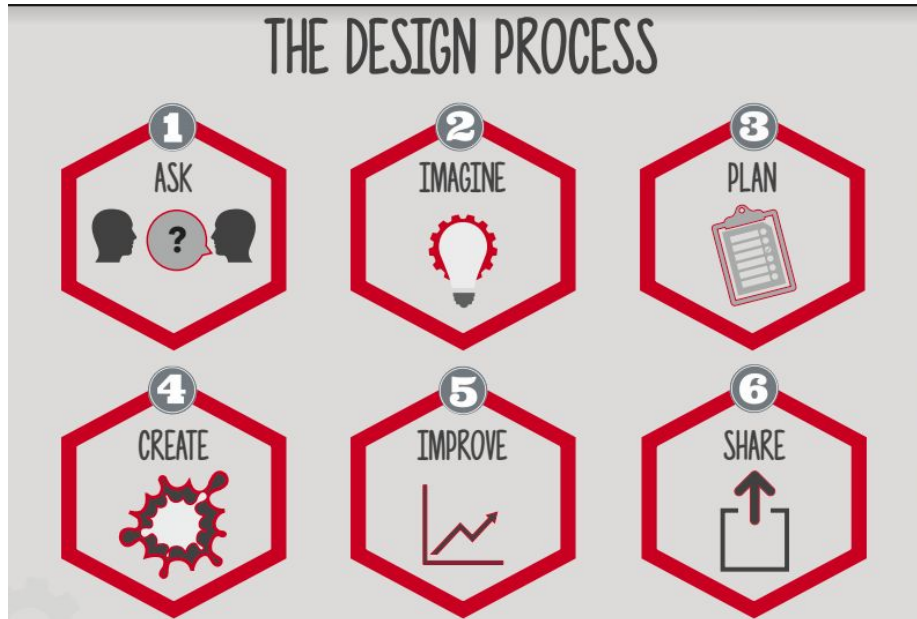 THE DESIGN PROCESS
1
ASK
?
2
IMAGINE
3
PLAN
4
CREATE
5
IMPROVE
6
SHARE